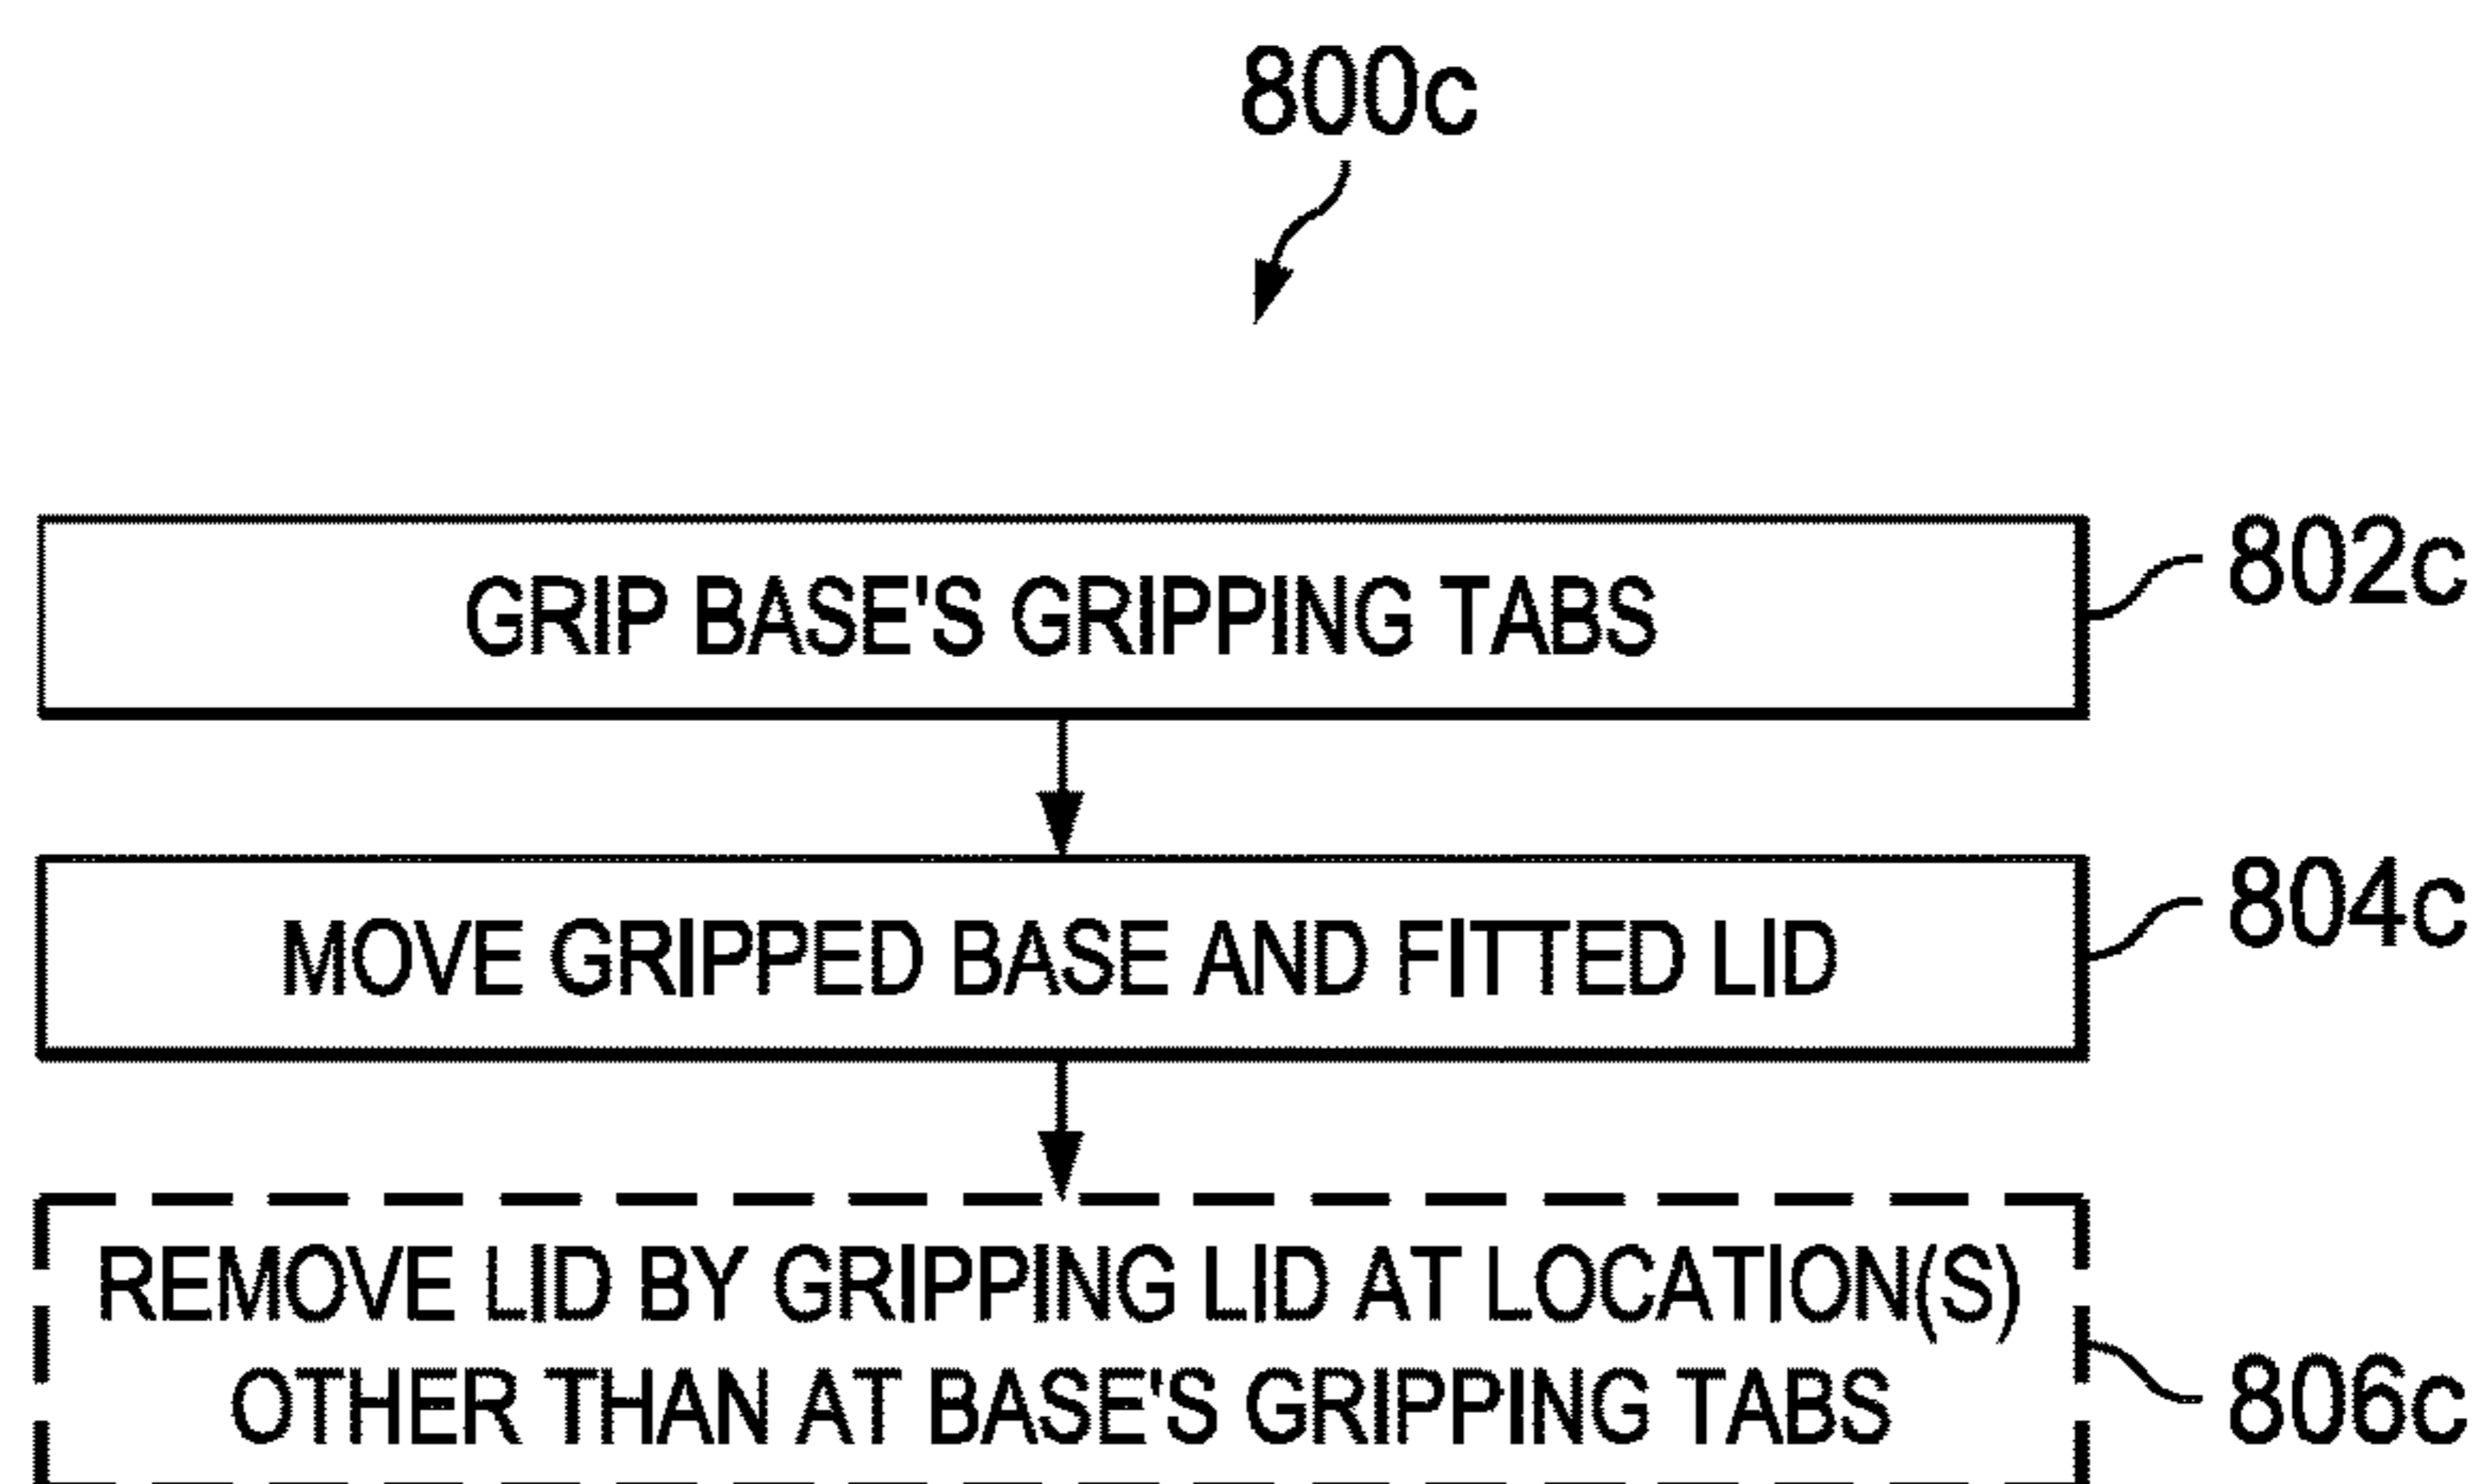 800c
GRIP BASE'S GRIPPING TABS
802c
MOVE GRIPPED BASE AND FITTED LID
804c
REMOVE LID BY GRIPPING LID AT LOCATION(S)
OTHER THAN AT BASE'S GRIPPING TABS
806c